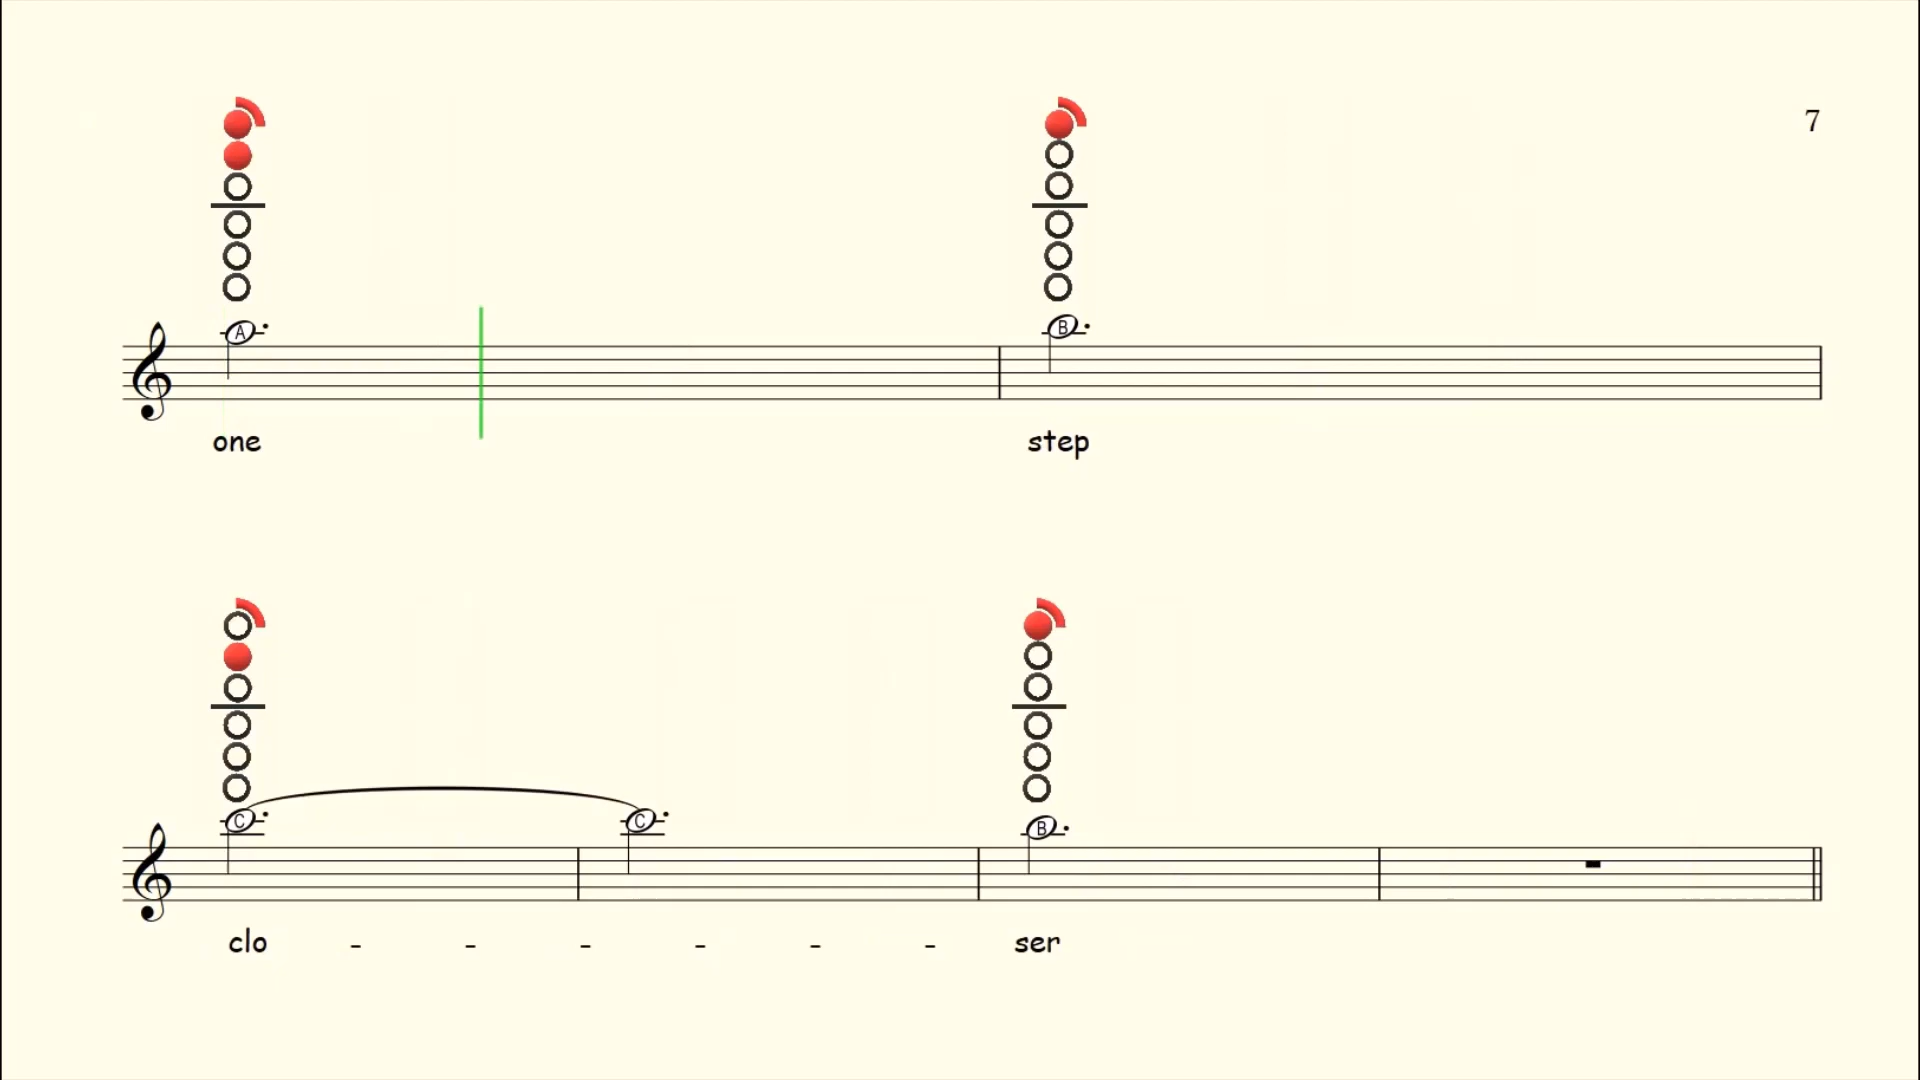 7
A B
one step
C C B
clo - - - - - - ser